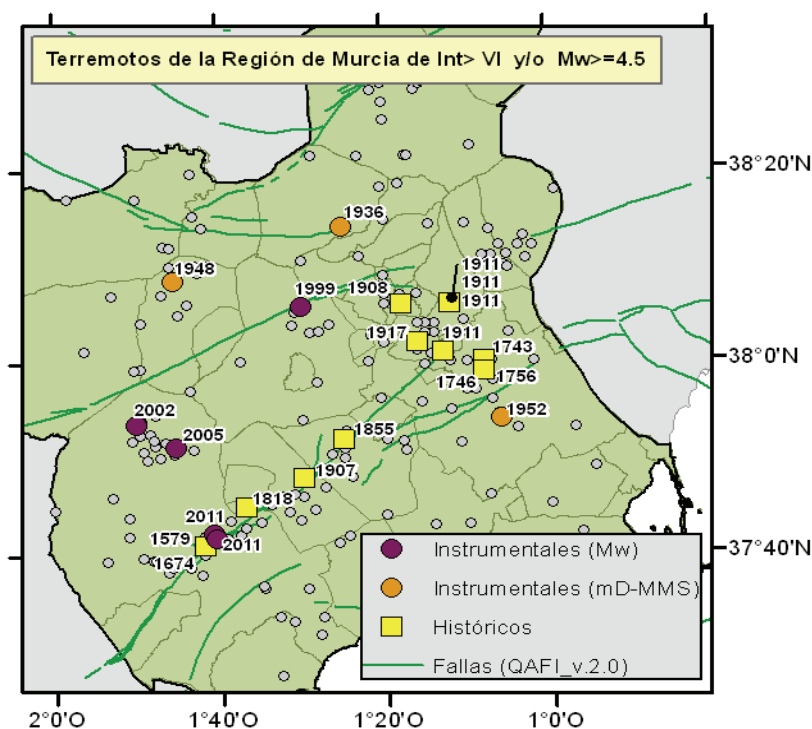 Terremotos de la Región de Murcia de Int> VI y/o Mw>=4.5
38°20'N
1936
1948
1911
1999
1908
1911
1911
1917
1911
1743
38°0'N
1746
1756
2002
1952
2005
1855
1907
1818
2011
1579
2011
37°40'N
1674
Instrumentales (Mw)
Instrumentales (mD-MMS)
Históricos
Fallas (QAFI_v.2.0)
2°0'O
1°40'O
1°20'O
1°0'O